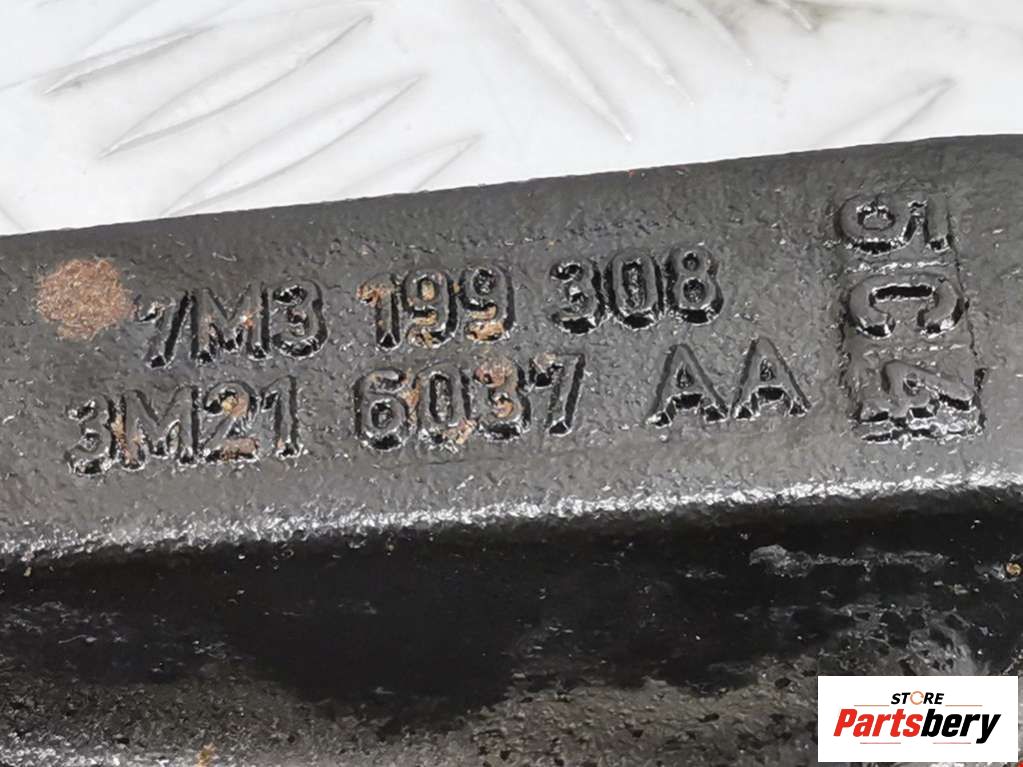 7M3 199 308
3M21 6037 AA
STORE
Partsbery